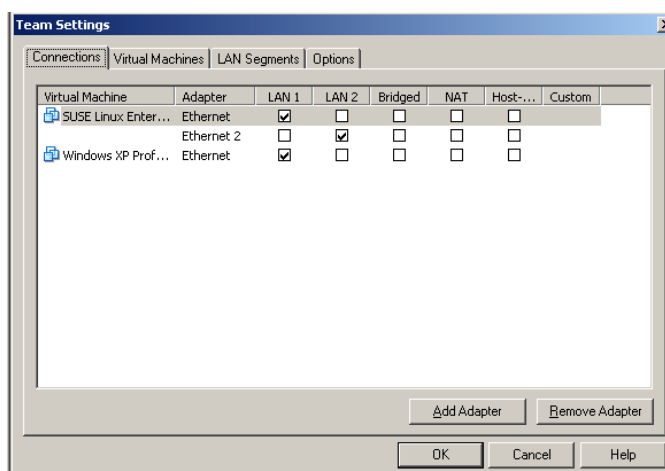 Team Settings
Connections Virtual Machines LAN Segments Options
Virtual Machine Adapter LAN 1 LAN 2 Bridged NAT Host-... Custom
SUSE Linux Enter... Ethernet
Ethernet 2
Windows XP Prof... Ethernet
Add Adapter Remove Adapter
OK Cancel Help